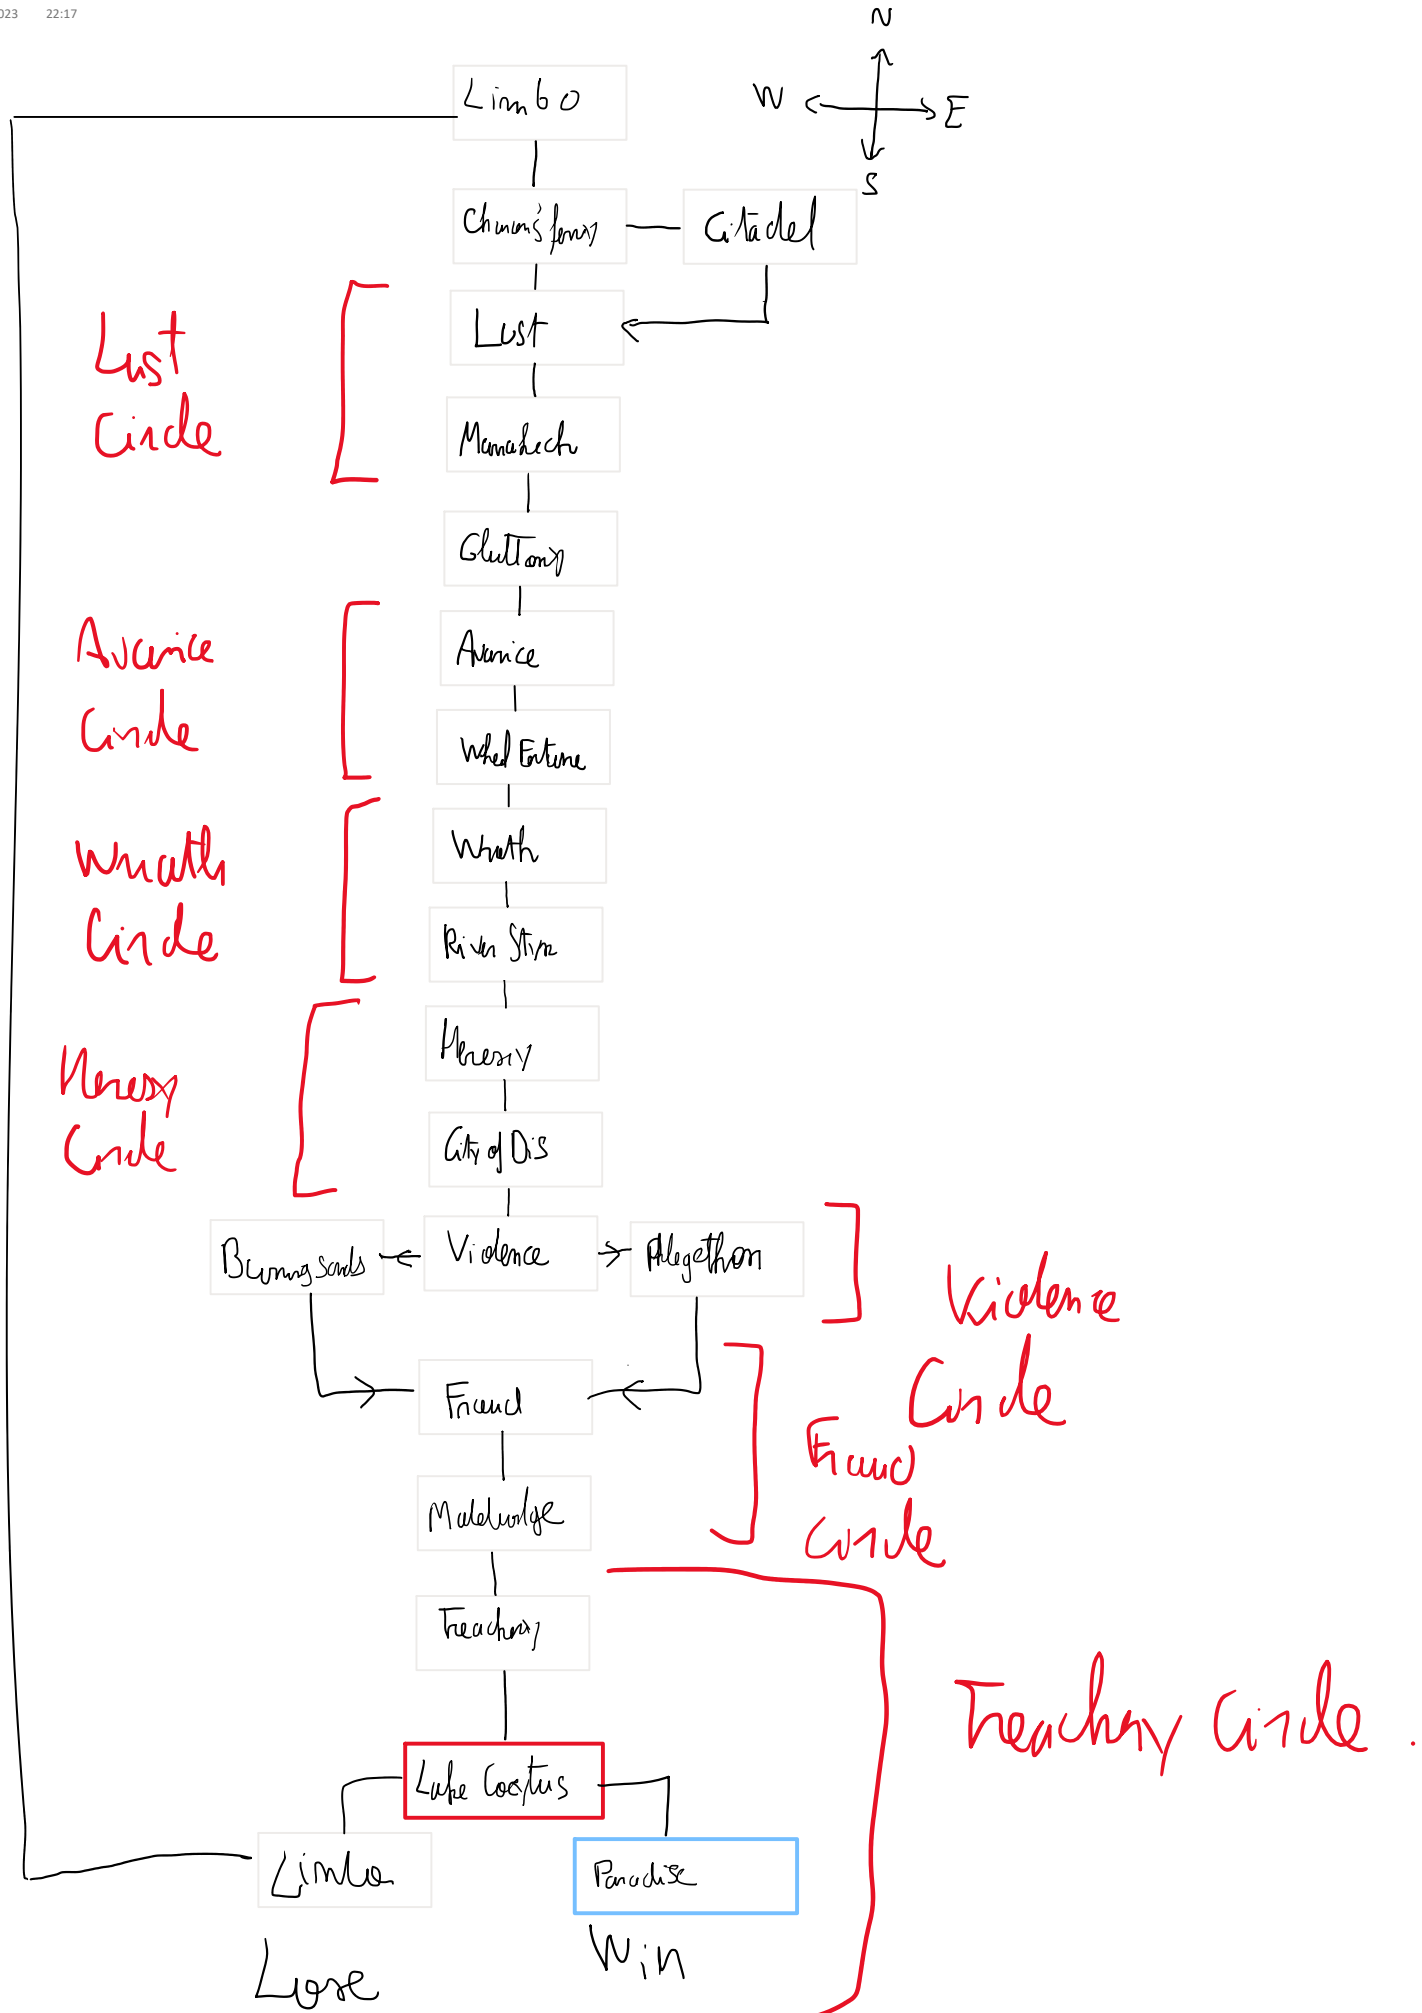 023 22:17
N
Limbo
W E
S
Charon's ferry Citadel
Lust
Lust
Circle
Gluttony
Avarice
Avarice
Circle
Wheel Fortune
Wrath
Wrath
Circle
River Styx
Heresy
Heresy
Circle
City of Dis
Burning Sands Violence Phlegethon
Violence
Circle
Fraud
Fraud
Circle
Treachery
Treachery Circle.
Lake Cocytus
Limbo Paradise
Lose Win